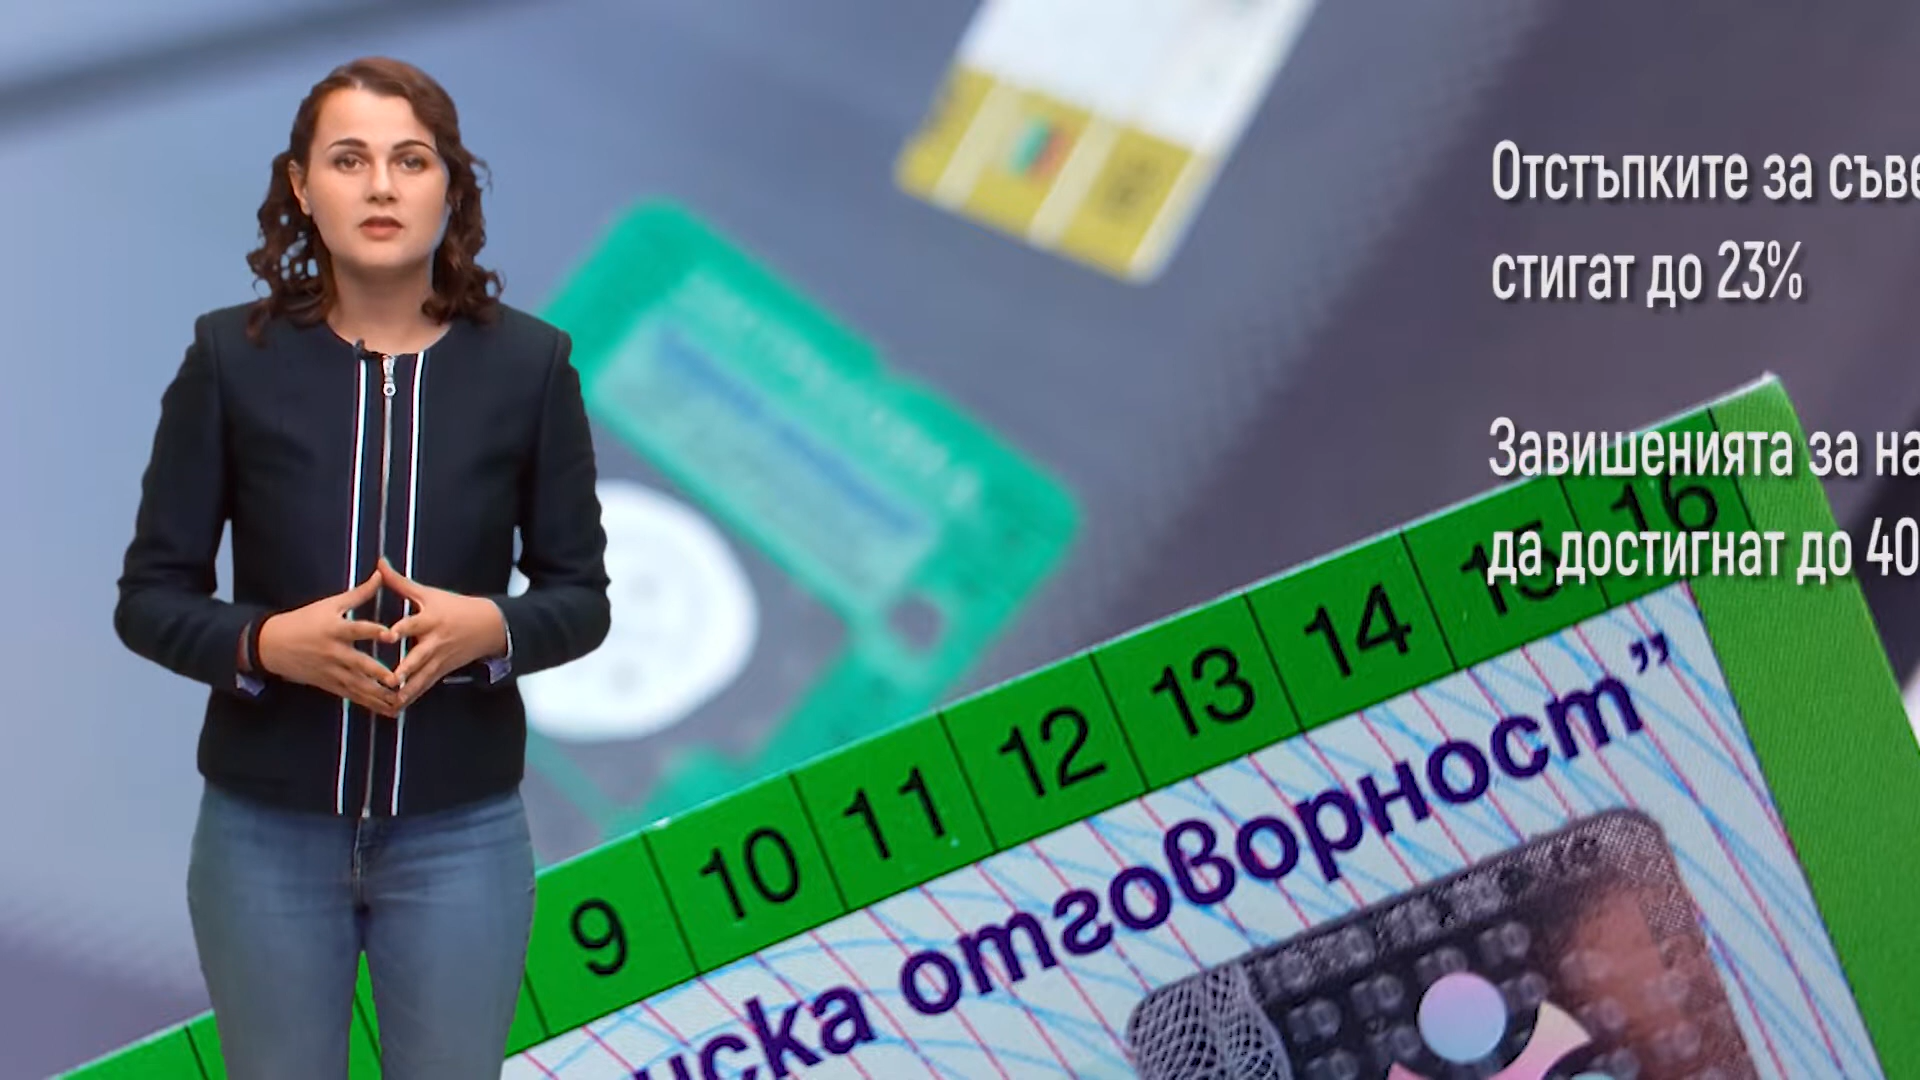 Отстъпките за съве
стигат до 23%
Завишенията за на
да достигнат до 40
9 10 11 12 13 14 15 16
нска отговорност”